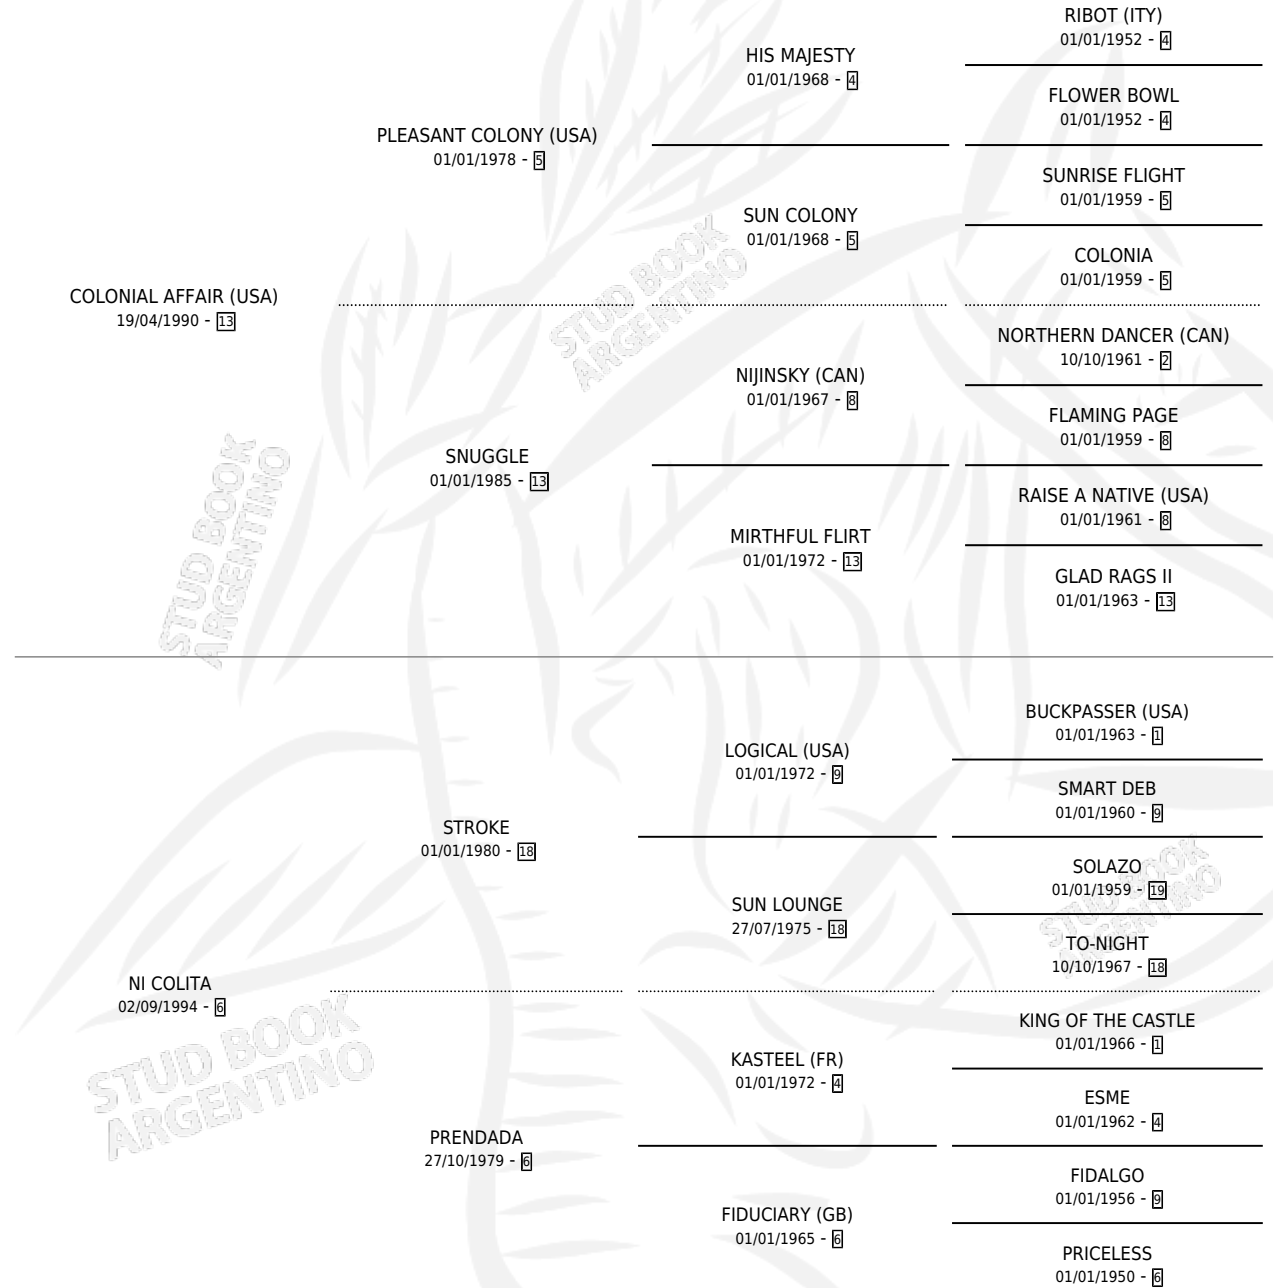 RIBOT (ITY)
01/01/1952 - 4
HIS MAJESTY
01/01/1968 - 4
FLOWER BOWL
01/01/1952 - 4
PLEASANT COLONY (USA)
01/01/1978 - 5
SUNRISE FLIGHT
01/01/1959 - 5
SUN COLONY
01/01/1968 - 5
COLONIA
01/01/1959 - 5
COLONIAL AFFAIR (USA)
19/04/1990 - 13
NORTHERN DANCER (CAN)
10/10/1961 - 2
NIJINSKY (CAN)
01/01/1967 - 8
FLAMING PAGE
01/01/1959 - 8
SNUGGLE
01/01/1985 - 13
RAISE A NATIVE (USA)
01/01/1961 - 8
MIRTHFUL FLIRT
01/01/1972 - 13
GLAD RAGS II
01/01/1963 - 13
BUCKPASSER (USA)
01/01/1963 - 1
LOGICAL (USA)
01/01/1972 - 9
SMART DEB
01/01/1960 - 9
STROKE
01/01/1980 - 18
SOLAZO
01/01/1959 - 19
SUN LOUNGE
27/07/1975 - 18
TO-NIGHT
10/10/1967 - 18
NI COLITA
02/09/1994 - 6
KING OF THE CASTLE
01/01/1966 - 1
KASTEEL (FR)
01/01/1972 - 4
ESME
01/01/1962 - 4
PRENDADA
27/10/1979 - 6
FIDALGO
01/01/1956 - 9
FIDUCIARY (GB)
01/01/1965 - 6
PRICELESS
01/01/1950 - 6
STUD BOOK
ARGENTINO
STUD BOOK
ARGENTINO
STUD BOOK
ARGENTINO
STUD BOOK
ARGENTINO